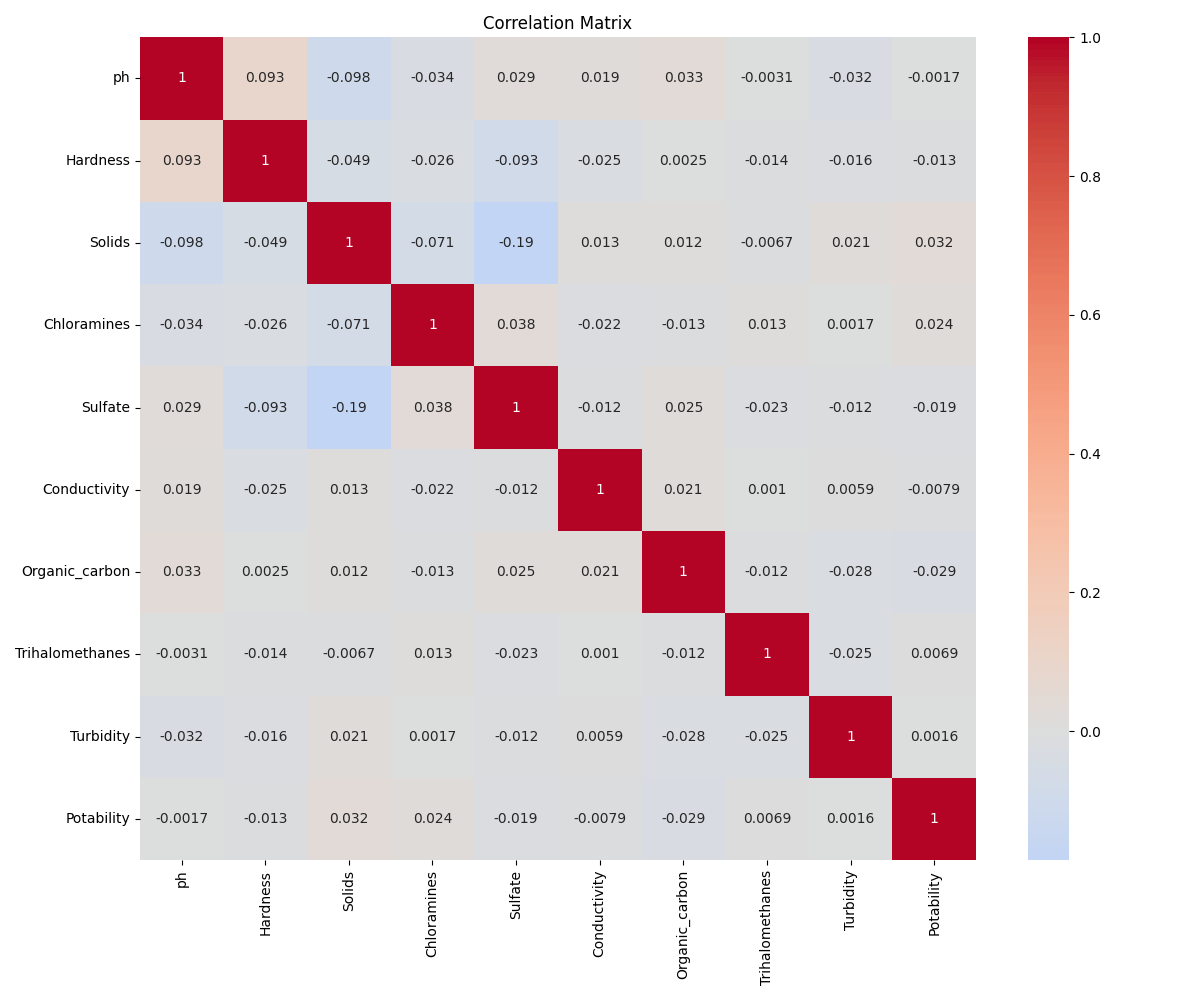 Correlation Matrix
ph 1 0.093 -0.098 -0.034 0.029 0.019 0.033 -0.0031 -0.032 -0.0017
Hardness 0.093 1 -0.049 -0.026 -0.093 -0.025 0.0025 -0.014 -0.016 -0.013
Solids -0.098 -0.049 1 -0.071 -0.19 0.013 0.012 -0.0067 0.021 0.032
Chloramines -0.034 -0.026 -0.071 1 0.038 -0.022 -0.013 0.013 0.0017 0.024
Sulfate 0.029 -0.093 -0.19 0.038 1 -0.012 0.025 -0.023 -0.012 -0.019
Conductivity 0.019 -0.025 0.013 -0.022 -0.012 1 0.021 0.001 0.0059 -0.0079
Organic_carbon 0.033 0.0025 0.012 -0.013 0.025 0.021 1 -0.012 -0.028 -0.029
Trihalomethanes -0.0031 -0.014 -0.0067 0.013 -0.023 0.001 -0.012 1 -0.025 0.0069
Turbidity -0.032 -0.016 0.021 0.0017 -0.012 0.0059 -0.028 -0.025 1 0.0016
Potability -0.0017 -0.013 0.032 0.024 -0.019 -0.0079 -0.029 0.0069 0.0016 1
ph Hardness Solids Chloramines Sulfate Conductivity Organic_carbon Trihalomethanes Turbidity Potability
1.0
0.8
0.6
0.4
0.2
0.0